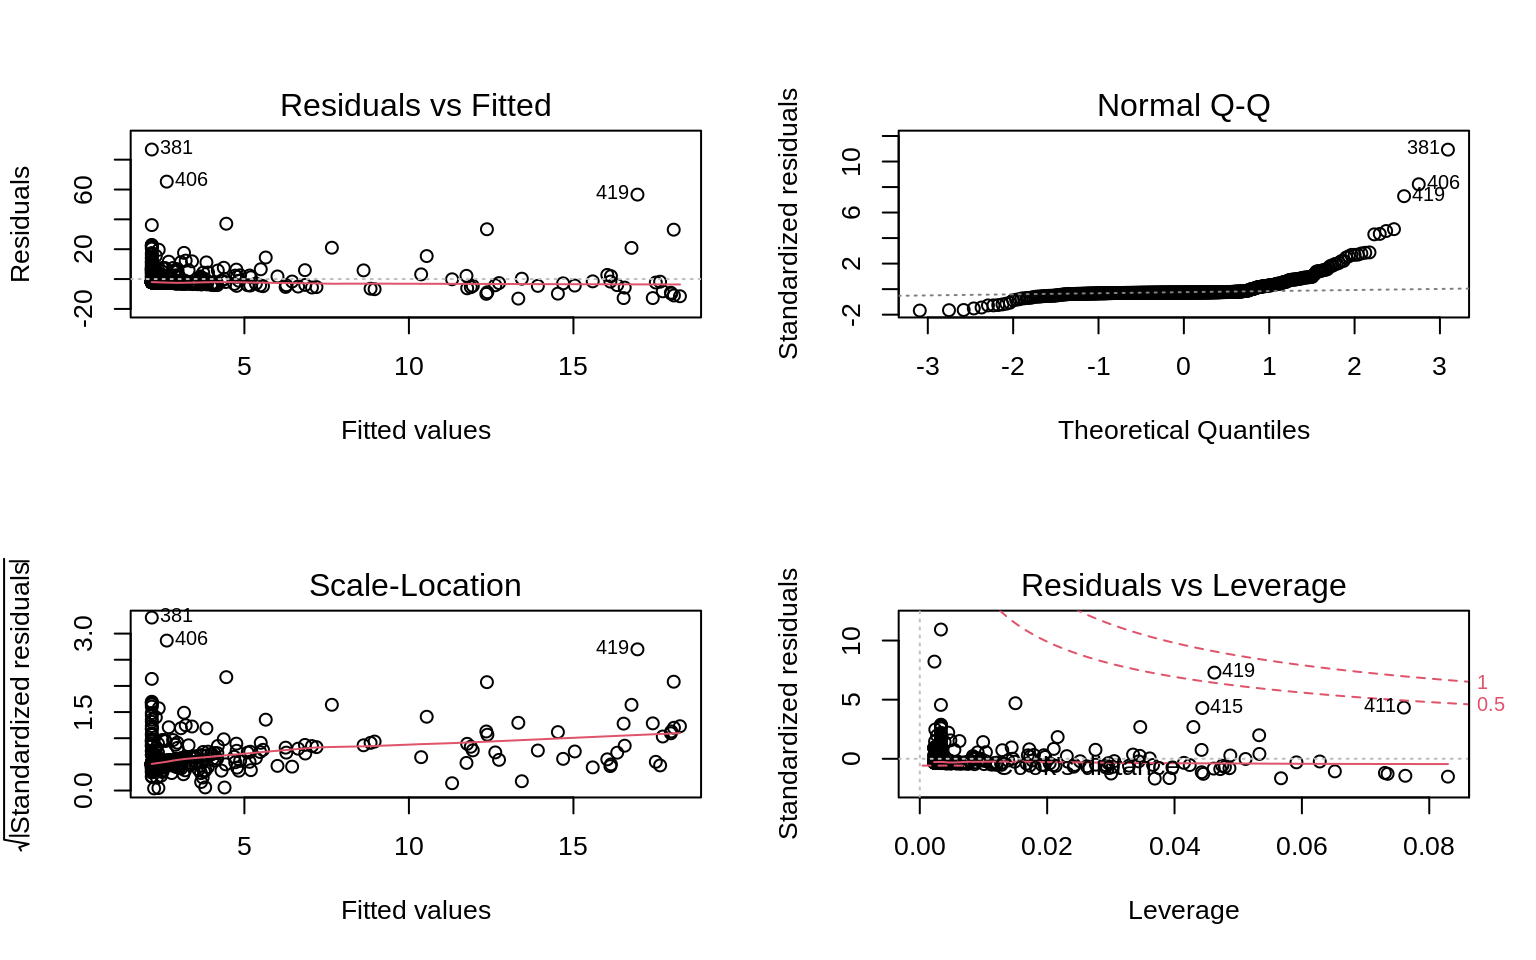 Residuals vs Fitted
Residuals
-20 20 60
381
406
419
5 10 15
Fitted values
Normal Q-Q
Standardized residuals
-2 2 6 10
381
406
419
-3 -2 -1 0 1 2 3
Theoretical Quantiles
Scale-Location
√|Standardized residuals|
0.0 1.5 3.0
381
406
419
5 10 15
Fitted values
Residuals vs Leverage
Standardized residuals
0 5 10
419
415
411
1
0.5
0.00 0.02 0.04 0.06 0.08
Leverage